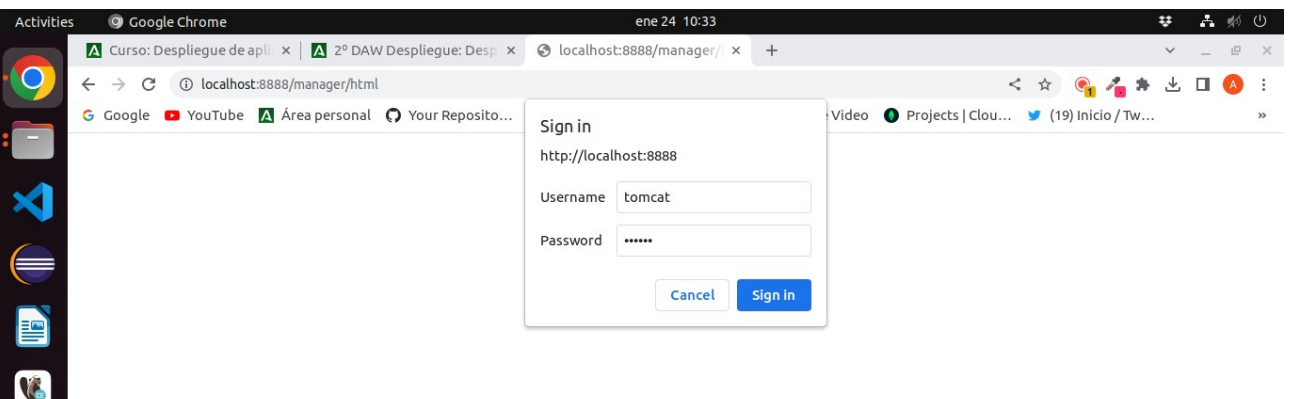 Activities Google Chrome ene 24 10:33
Curso: Despliegue de apli 2º DAW Despliegue: Desp localhost:8888/manager/
localhost:8888/manager/html 1 A
G Google YouTube Área personal Your Reposito... Video Projects | Clou... (19) Inicio / Tw... »
Sign in
http://localhost:8888
Username tomcat
Password ••••••
Cancel Sign in